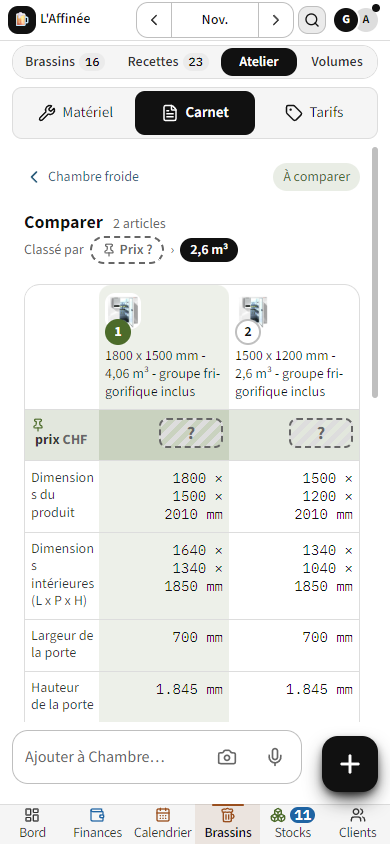 L'Affinée
Nov.
G A
Brassins 16 Recettes 23 Atelier Volumes
Matériel Carnet Tarifs
Chambre froide À comparer
Comparer 2 articles
Classé par Prix ? › 2,6 m³
1 2
1800 x 1500 mm - 1500 x 1200 mm -
4,06 m³ - groupe fri- 2,6 m³ - groupe fri-
gorifique inclus gorifique inclus
prix CHF ? ?
Dimension 1800 × 1500 ×
s du 1500 × 1200 ×
produit 2010 mm 2010 mm
Dimension 1640 × 1340 ×
s 1340 × 1040 ×
intérieures 1850 mm 1850 mm
(L x P x H)
Largeur de 700 mm 700 mm
la porte
Hauteur 1.845 mm 1.845 mm
de la porte
Ajouter à Chambre…
Bord Finances Calendrier Brassins Stocks 11 Clients